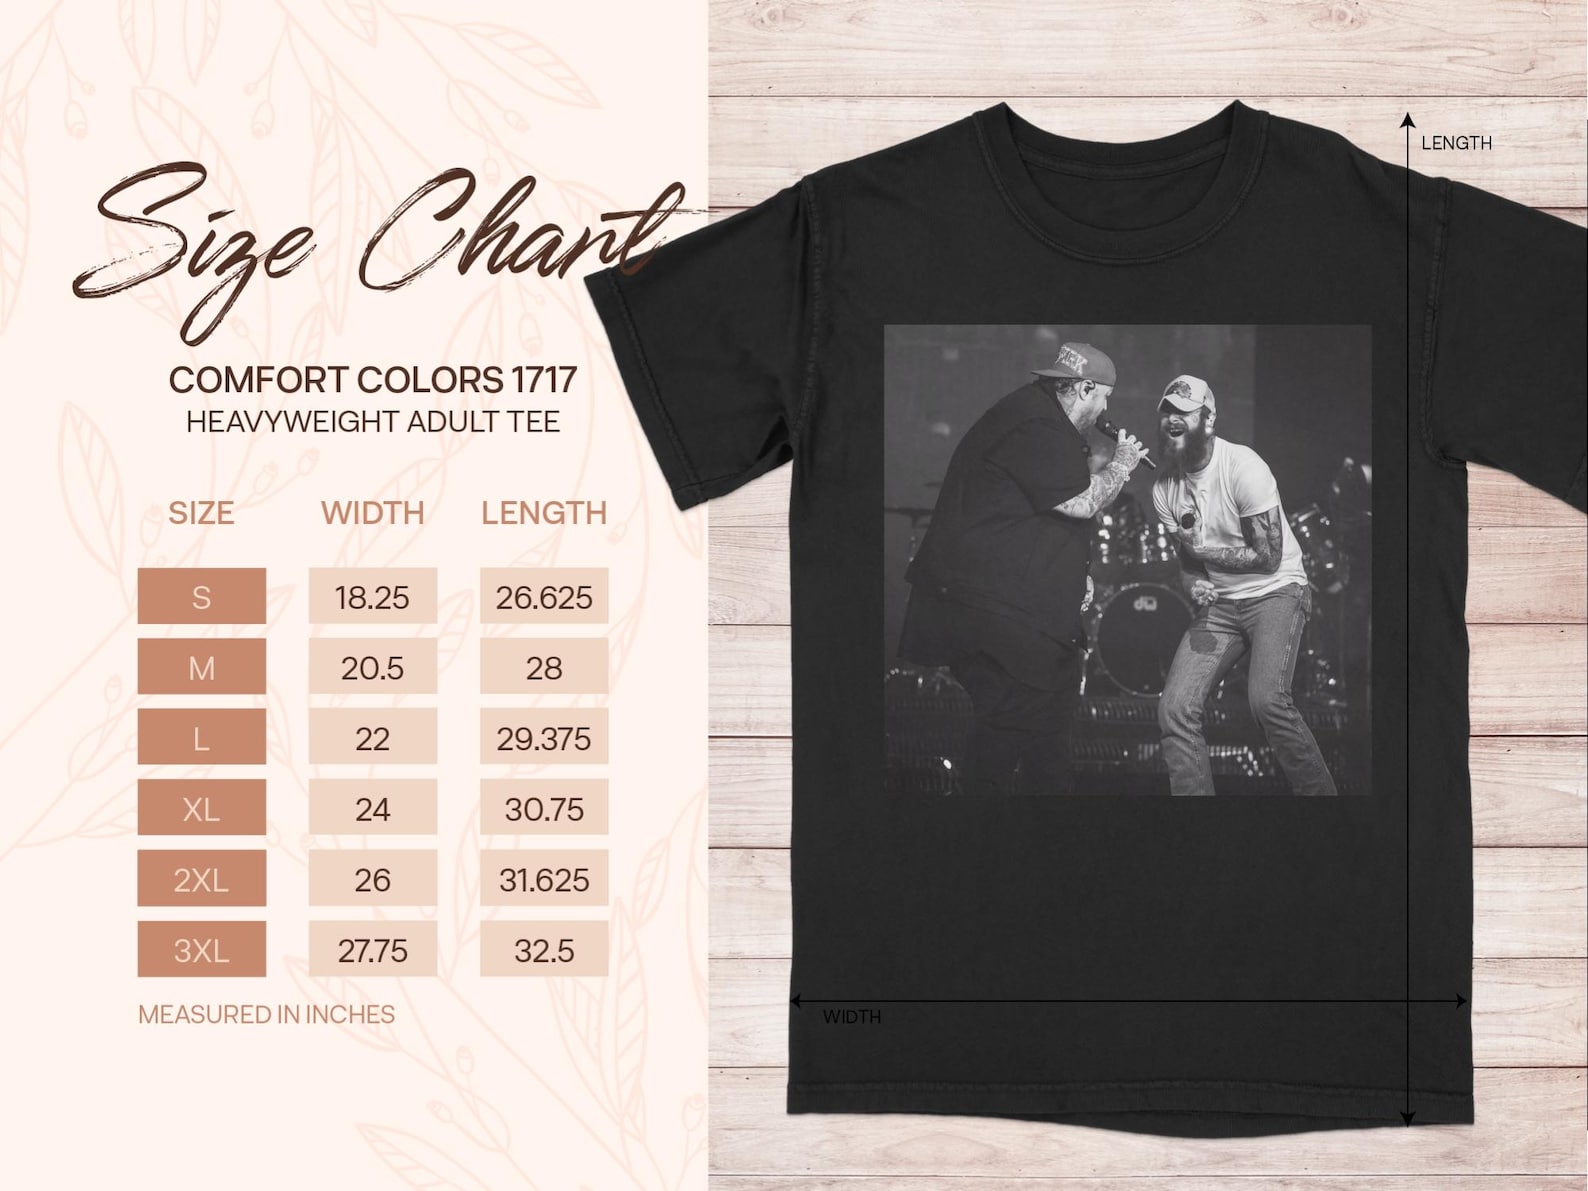 Size Chart
COMFORT COLORS 1717
HEAVYWEIGHT ADULT TEE
SIZE WIDTH LENGTH
S 18.25 26.625
M 20.5 28
L 22 29.375
XL 24 30.75
2XL 26 31.625
3XL 27.75 32.5
MEASURED IN INCHES
LENGTH
WIDTH
dw